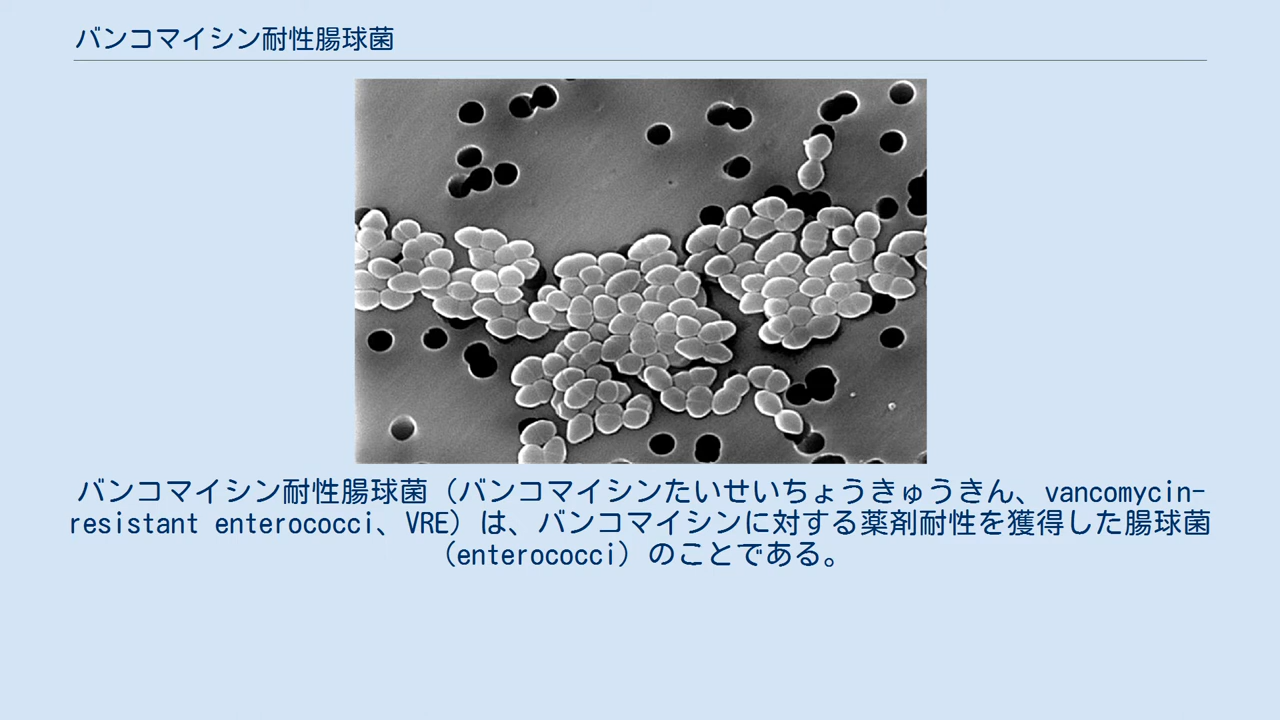 バンコマイシン耐性腸球菌
バンコマイシン耐性腸球菌（バンコマイシンたいせいちょうきゅうきん、vancomycin-
resistant enterococci、VRE）は、バンコマイシンに対する薬剤耐性を獲得した腸球菌
（enterococci）のことである。